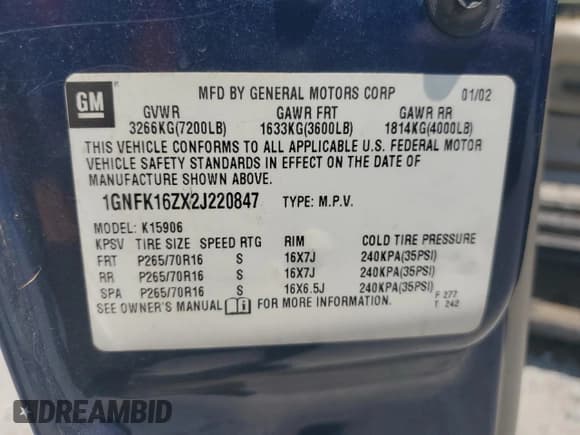 GM
MFD BY GENERAL MOTORS CORP 01/02
GVWR GAWR FRT GAWR RR
3266KG(7200LB) 1633KG(3600LB) 1814KG(4000LB)
THIS VEHICLE CONFORMS TO ALL APPLICABLE U.S. FEDERAL MOTOR
VEHICLE SAFETY STANDARDS IN EFFECT ON THE DATE OF
MANUFACTURE SHOWN ABOVE.
1GNFK16ZX2J220847 TYPE: M.P.V.
MODEL: K15906
KPSV TIRE SIZE SPEED RTG RIM COLD TIRE PRESSURE
FRT P265/70R16 S 16X7J 240KPA(35PSI)
RR P265/70R16 S 16X7J 240KPA(35PSI)
SPA P265/70R16 S 16X6.5J 240KPA(35PSI)
SEE OWNER'S MANUAL FOR MORE INFORMATION.
F 277
T 242
DREAMBID